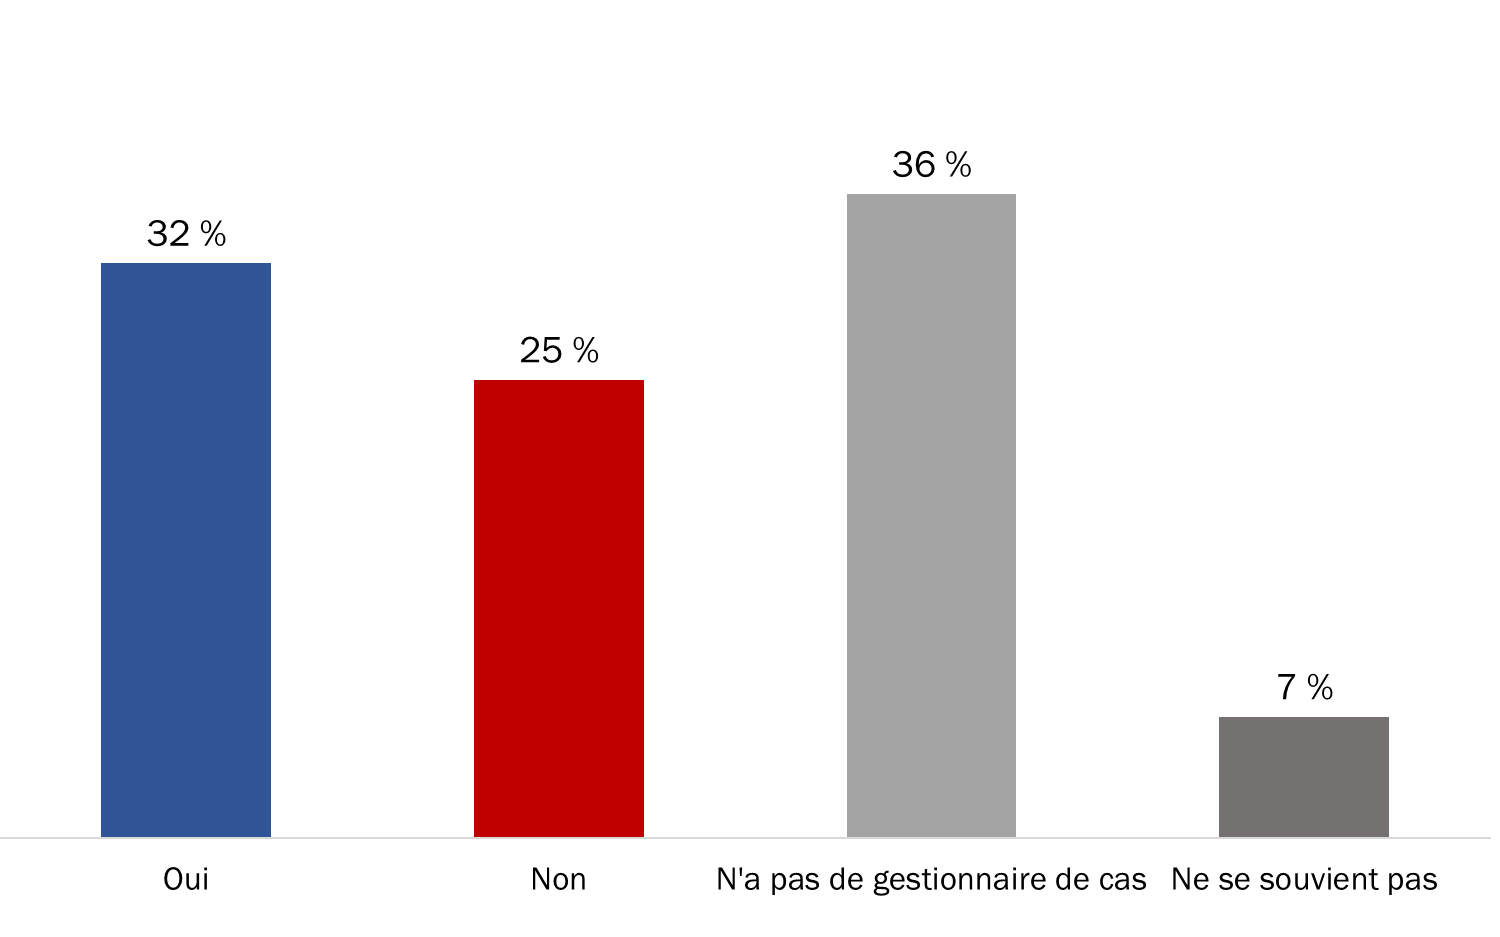 36 %
32 %
25 %
7 %
Oui
Non
N'a pas de gestionnaire de cas
Ne se souvient pas